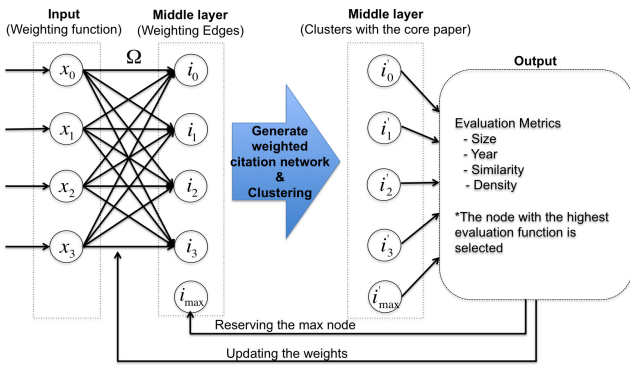 Input
(Weighting function)
Middle layer
(Weighting Edges)
Middle layer
(Clusters with the core paper)
Output
Ω
x0
x1
x2
x3
i0
i1
i2
i3
imax
Generate
weighted
citation network
&
Clustering
i'0
i'1
i'2
i'3
i'max
Evaluation Metrics
- Size
- Year
- Similarity
- Density
*The node with the highest
evaluation function is
selected
Reserving the max node
Updating the weights